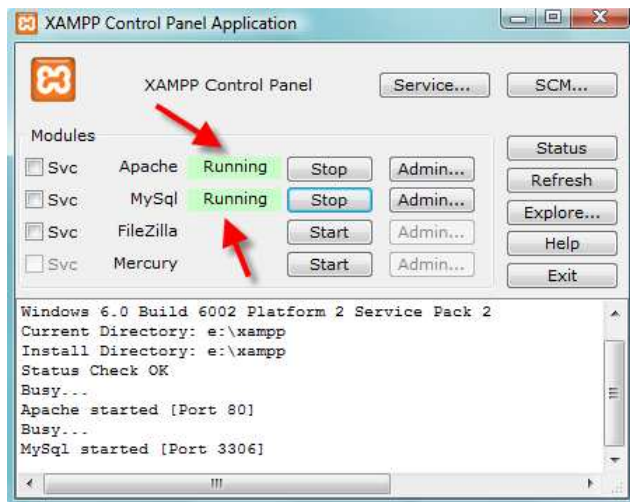 XAMPP Control Panel Application
XAMPP Control Panel Service... SCM...
Modules
Svc Apache Running Stop Admin...
Svc MySql Running Stop Admin...
Svc FileZilla Start Admin...
Svc Mercury Start Admin...
Status
Refresh
Explore...
Help
Exit
Windows 6.0 Build 6002 Platform 2 Service Pack 2
Current Directory: e:\xampp
Install Directory: e:\xampp
Status Check OK
Busy...
Apache started [Port 80]
Busy...
MySql started [Port 3306]